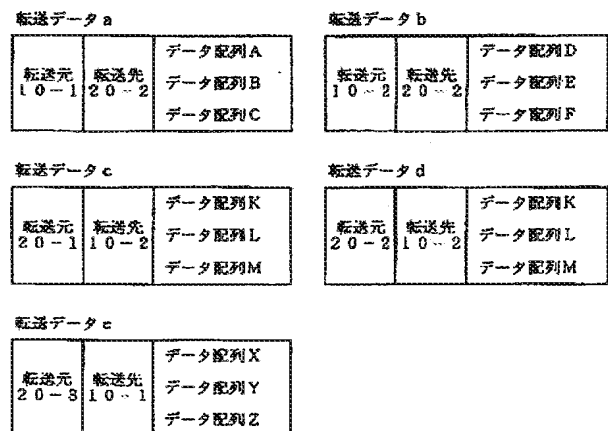 転送データa
転送元
10-1
転送先
20-2
データ配列A
データ配列B
データ配列C
転送データb
転送元
10-2
転送先
20-2
データ配列D
データ配列E
データ配列F
転送データc
転送元
20-1
転送先
10-2
データ配列K
データ配列L
データ配列M
転送データd
転送元
20-2
転送先
10-2
データ配列K
データ配列L
データ配列M
転送データe
転送元
20-3
転送先
10-1
データ配列X
データ配列Y
データ配列Z